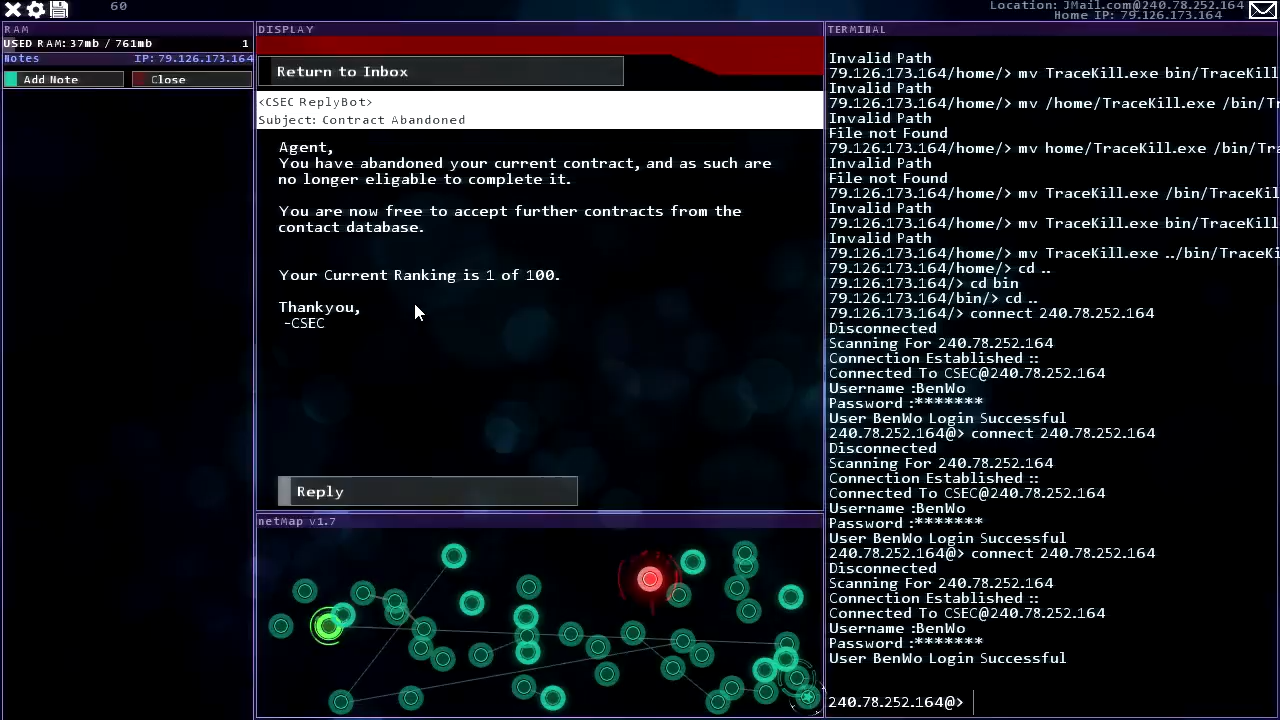 60
Location: JMail.com@240.78.252.164
Home IP: 79.126.173.164
RAM
USED RAM: 37mb / 761mb 1
Notes IP: 79.126.173.164
Add Note Close
DISPLAY
Return to Inbox
<CSEC ReplyBot>
Subject: Contract Abandoned
Agent,
You have abandoned your current contract, and as such are
no longer eligable to complete it.
You are now free to accept further contracts from the
contact database.
Your Current Ranking is 1 of 100.
Thankyou,
-CSEC
Reply
netMap v1.7
TERMINAL
Invalid Path
79.126.173.164/home/> mv TraceKill.exe bin/TraceKill
Invalid Path
79.126.173.164/home/> mv /home/TraceKill.exe /bin/Tr
Invalid Path
File not Found
79.126.173.164/home/> mv home/TraceKill.exe /bin/Tra
Invalid Path
File not Found
79.126.173.164/home/> mv TraceKill.exe /bin/TraceKil
Invalid Path
79.126.173.164/home/> mv TraceKill.exe bin/TraceKill
Invalid Path
79.126.173.164/home/> mv TraceKill.exe ../bin/TraceK
79.126.173.164/home/> cd ..
79.126.173.164/> cd bin
79.126.173.164/bin/> cd ..
79.126.173.164/> connect 240.78.252.164
Disconnected
Scanning For 240.78.252.164
Connection Established ::
Connected To CSEC@240.78.252.164
Username :BenWo
Password :*******
User BenWo Login Successful
240.78.252.164@> connect 240.78.252.164
Disconnected
Scanning For 240.78.252.164
Connection Established ::
Connected To CSEC@240.78.252.164
Username :BenWo
Password :*******
User BenWo Login Successful
240.78.252.164@> connect 240.78.252.164
Disconnected
Scanning For 240.78.252.164
Connection Established ::
Connected To CSEC@240.78.252.164
Username :BenWo
Password :*******
User BenWo Login Successful
240.78.252.164@>